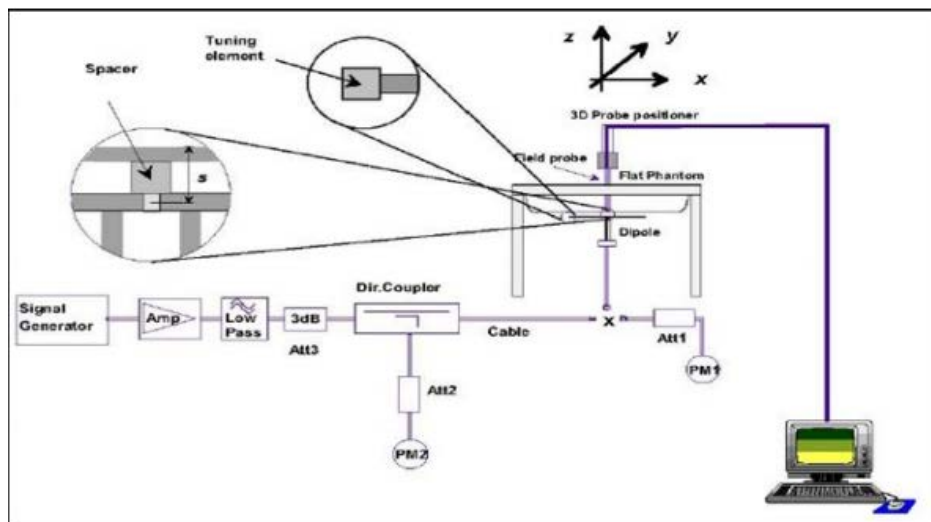 Tuning
element
Spacer
s
z
y
x
3D Probe positioner
Field probe
Flat Phantom
Dipole
Signal
Generator
Amp
Low
Pass
3dB
Att3
Dir.Coupler
Cable
x
Att1
PM1
Att2
PM2